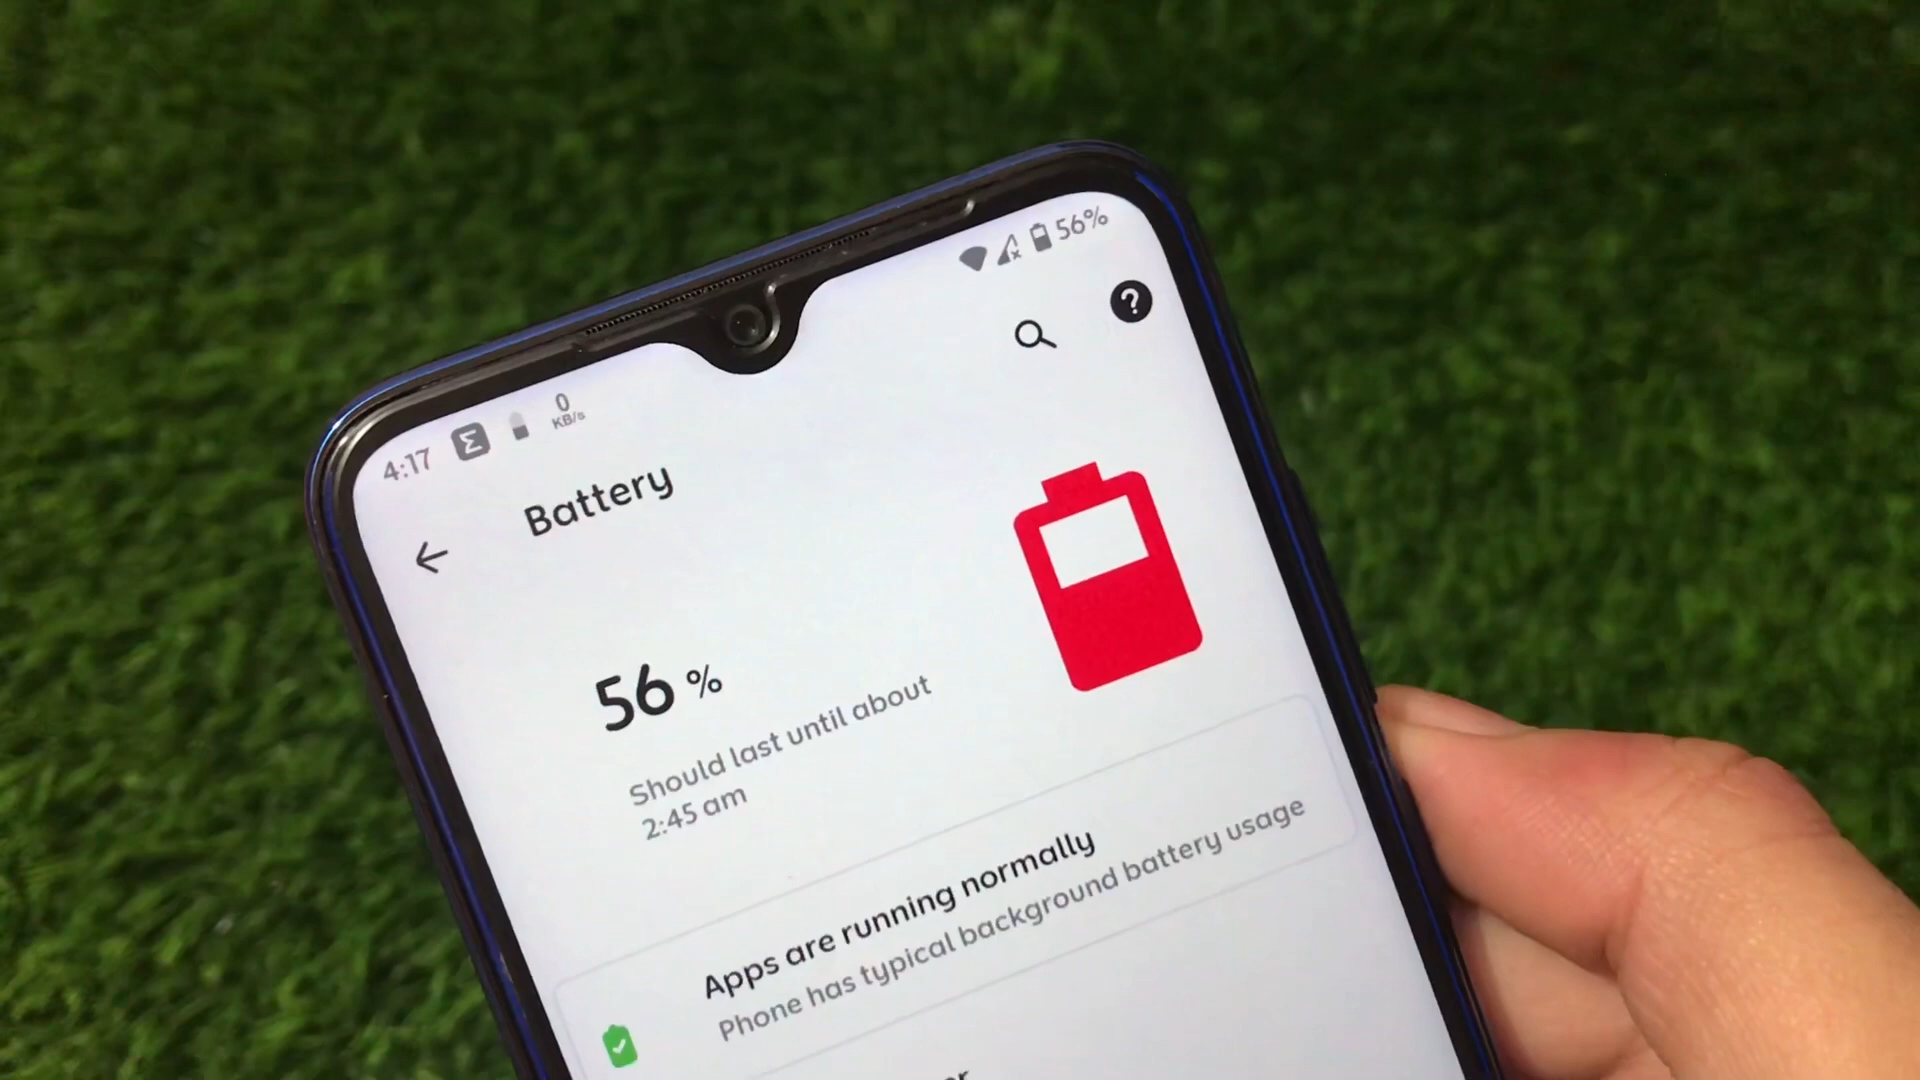 4:17 Σ 0 KB/s 56%
?
Battery
56 %
Should last until about
2:45 am
Apps are running normally
Phone has typical background battery usage